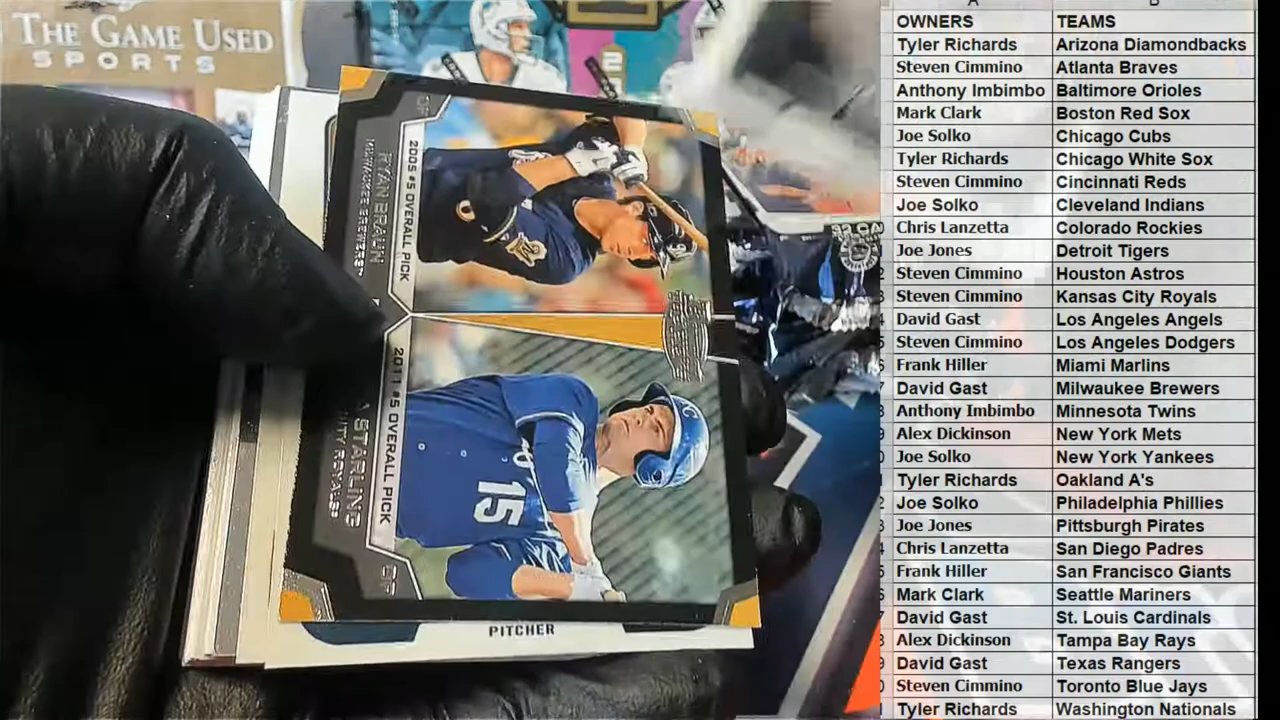 THE GAME USED
SPORTS
2005 #5 OVERALL PICK
RYAN BRAUN
MILWAUKEE BREWERS
2011 #5 OVERALL PICK
STARLING
OF
15
PITCHER
A B
OWNERS TEAMS
Tyler Richards Arizona Diamondbacks
Steven Cimmino Atlanta Braves
Anthony Imbimbo Baltimore Orioles
Mark Clark Boston Red Sox
Joe Solko Chicago Cubs
Tyler Richards Chicago White Sox
Steven Cimmino Cincinnati Reds
Joe Solko Cleveland Indians
Chris Lanzetta Colorado Rockies
Joe Jones Detroit Tigers
Steven Cimmino Houston Astros
Steven Cimmino Kansas City Royals
David Gast Los Angeles Angels
Steven Cimmino Los Angeles Dodgers
Frank Hiller Miami Marlins
David Gast Milwaukee Brewers
Anthony Imbimbo Minnesota Twins
Alex Dickinson New York Mets
Joe Solko New York Yankees
Tyler Richards Oakland A's
Joe Solko Philadelphia Phillies
Joe Jones Pittsburgh Pirates
Chris Lanzetta San Diego Padres
Frank Hiller San Francisco Giants
Mark Clark Seattle Mariners
David Gast St. Louis Cardinals
Alex Dickinson Tampa Bay Rays
David Gast Texas Rangers
Steven Cimmino Toronto Blue Jays
Tyler Richards Washington Nationals